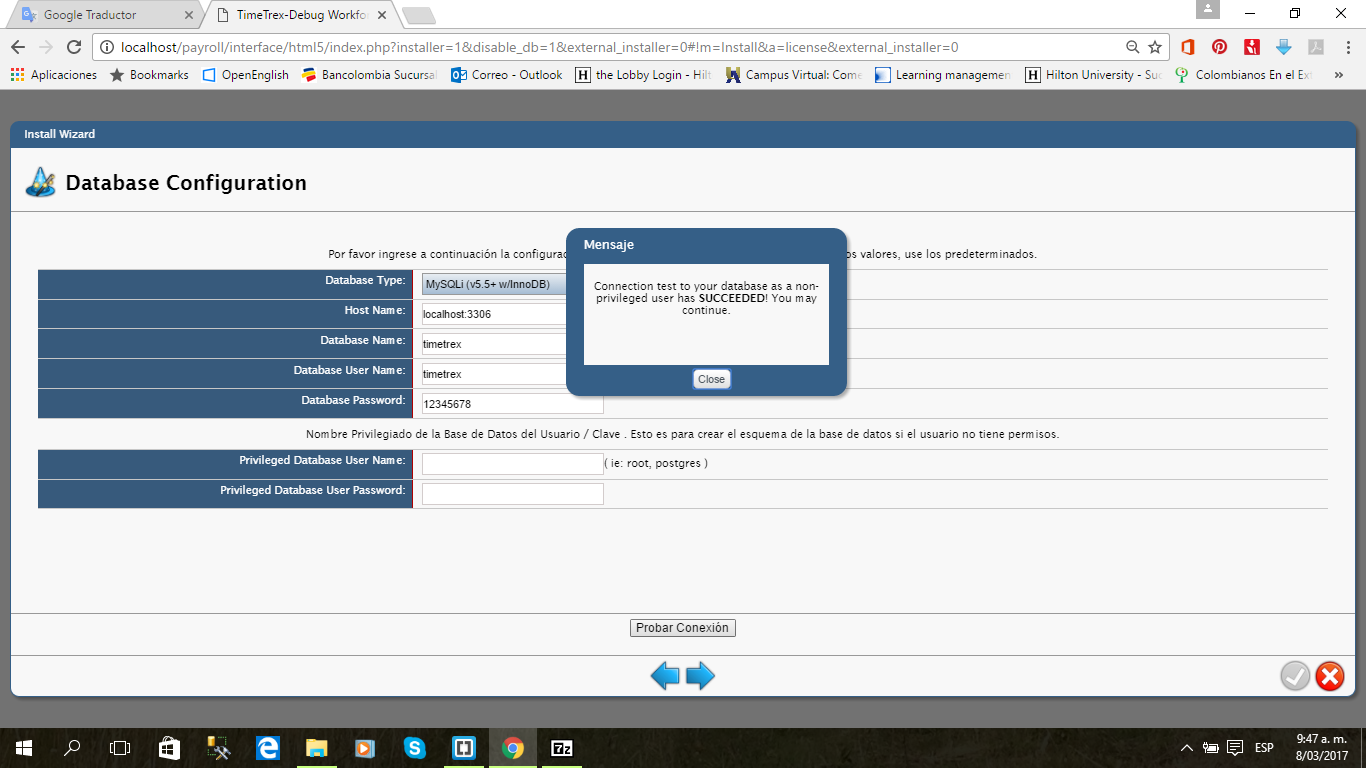 Google Traductor
TimeTrex-Debug Workfo
localhost/payroll/interface/html5/index.php?installer=1&disable_db=1&external_installer=0#!m=Install&a=license&external_installer=0
Aplicaciones
Bookmarks
OpenEnglish
Bancolombia Sucursal
Correo - Outlook
the Lobby Login - Hilt
Campus Virtual: Come
Learning managemen
Hilton University - Suc
Colombianos En el Ext
»
Install Wizard
Database Configuration
Por favor ingrese a continuación la configurac
os valores, use los predeterminados.
Mensaje
Connection test to your database as a non-
privileged user has SUCCEEDED! You may
continue.
Close
Database Type:
MySQLi (v5.5+ w/InnoDB)
Host Name:
localhost:3306
Database Name:
timetrex
Database User Name:
timetrex
Database Password:
12345678
Nombre Privilegiado de la Base de Datos del Usuario / Clave . Esto es para crear el esquema de la base de datos si el usuario no tiene permisos.
Privileged Database User Name:
( ie: root, postgres )
Privileged Database User Password:
Probar Conexión
ESP
9:47 a. m.
8/03/2017